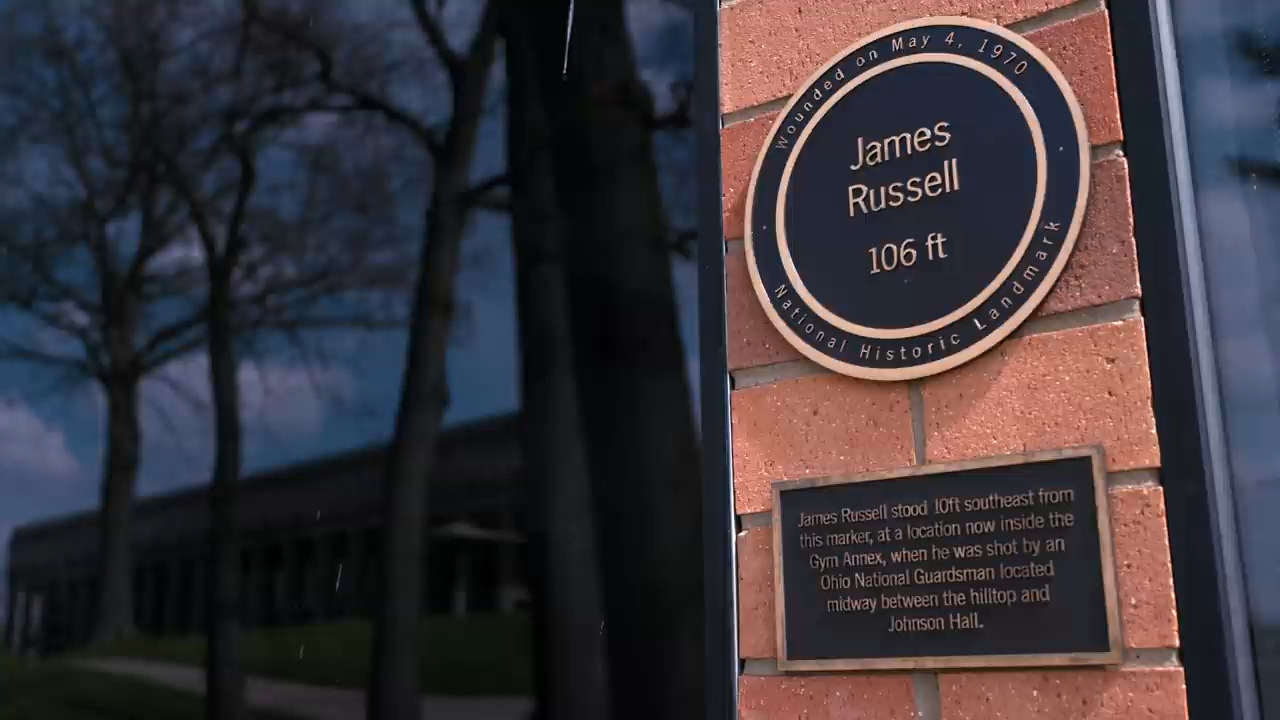 Wounded on May 4, 1970
James
Russell
106 ft
National Historic Landmark
James Russell stood 10ft southeast from
this marker, at a location now inside the
Gym Annex, when he was shot by an
Ohio National Guardsman located
midway between the hilltop and
Johnson Hall.